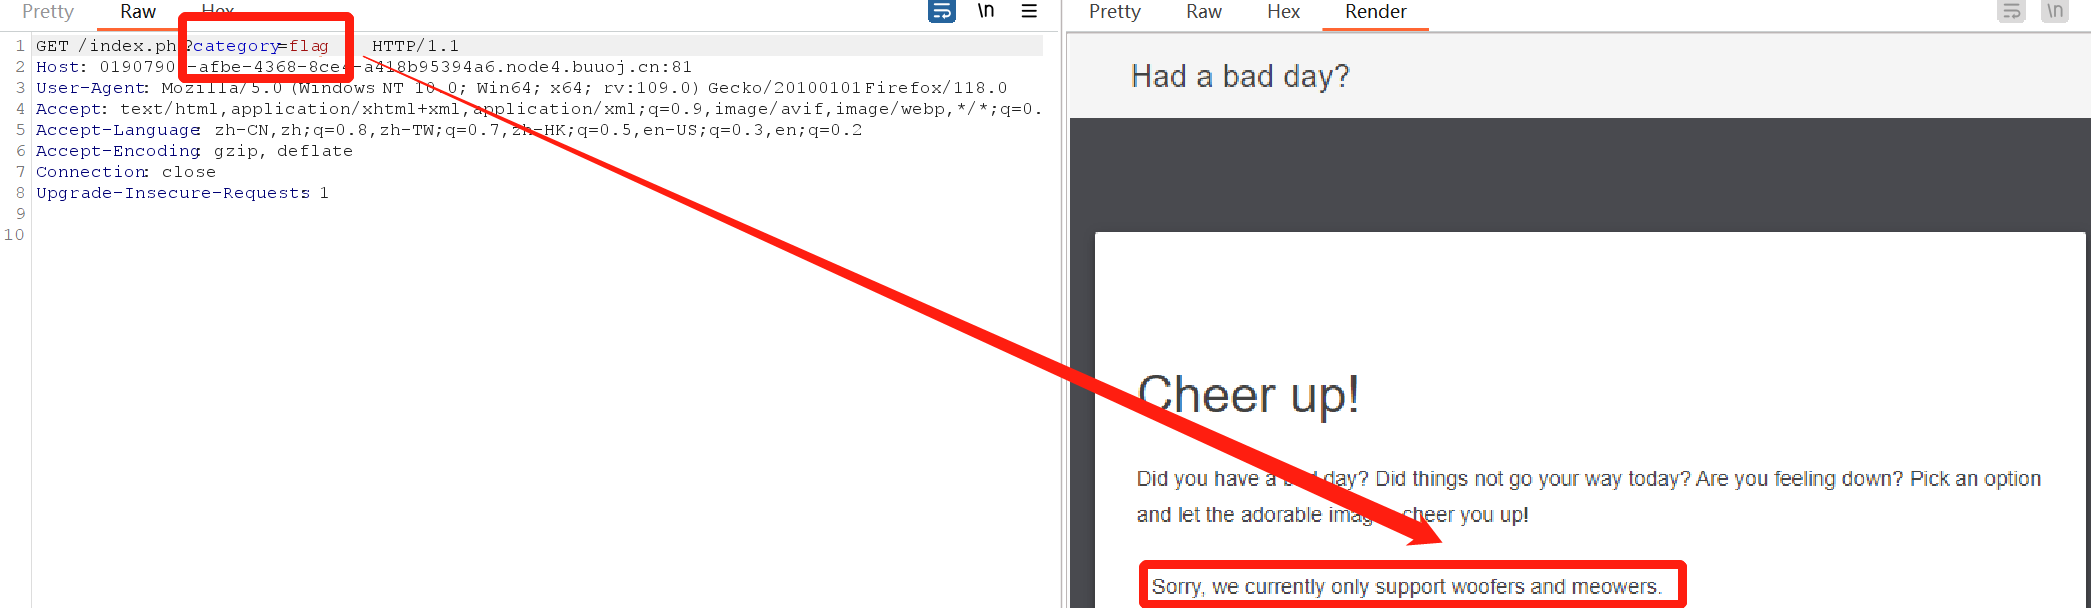 Pretty Raw Hex \n
1 GET /index.ph?category=flag HTTP/1.1
2 Host: 0190790-afbe-4368-8ce4-a418b95394a6.node4.buuoj.cn:81
3 User-Agent: Mozilla/5.0 (Windows NT 10.0; Win64; x64; rv:109.0) Gecko/20100101 Firefox/118.0
4 Accept: text/html,application/xhtml+xml,application/xml;q=0.9,image/avif,image/webp,*/*;q=0.
5 Accept-Language: zh-CN,zh;q=0.8,zh-TW;q=0.7,zh-HK;q=0.5,en-US;q=0.3,en;q=0.2
6 Accept-Encoding: gzip, deflate
7 Connection: close
8 Upgrade-Insecure-Requests: 1
9
10
Pretty Raw Hex Render \n
Had a bad day?
Cheer up!
Did you have a bad day? Did things not go your way today? Are you feeling down? Pick an option
and let the adorable images cheer you up!
Sorry, we currently only support woofers and meowers.